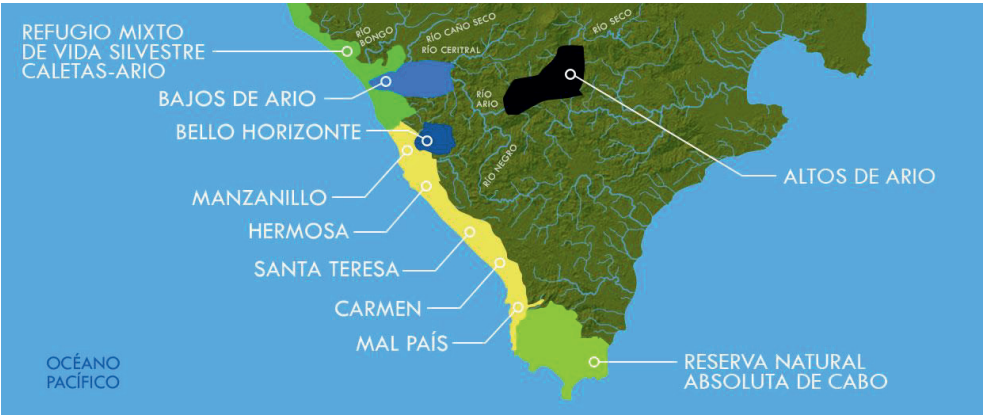 REFUGIO MIXTO
DE VIDA SILVESTRE
CALETAS-ARIO
BAJOS DE ARIO
BELLO HORIZONTE
MANZANILLO
HERMOSA
SANTA TERESA
CARMEN
MAL PAÍS
RÍO
BONGO
RÍO CAÑO SECO
RÍO CERITRAL
RÍO SECO
RÍO
ARIO
RÍO NEGRO
ALTOS DE ARIO
RESERVA NATURAL
ABSOLUTA DE CABO
OCÉANO
PACÍFICO